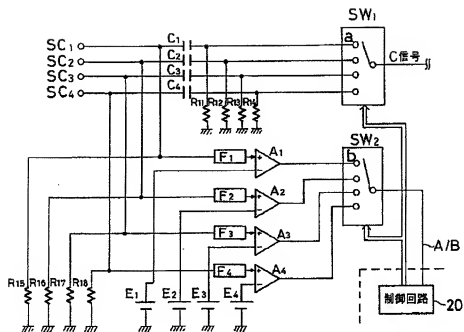 SW1
SC1 C1 a
SC2 C2 C信号
SC3 C3
SC4 C4
R11 R12 R13 R14
SW2
F1 A1 b
F2 A2
F3 A3
F4 A4
A/B
R15 R16 R17 R18
E1 E2 E3 E4
制御回路 20